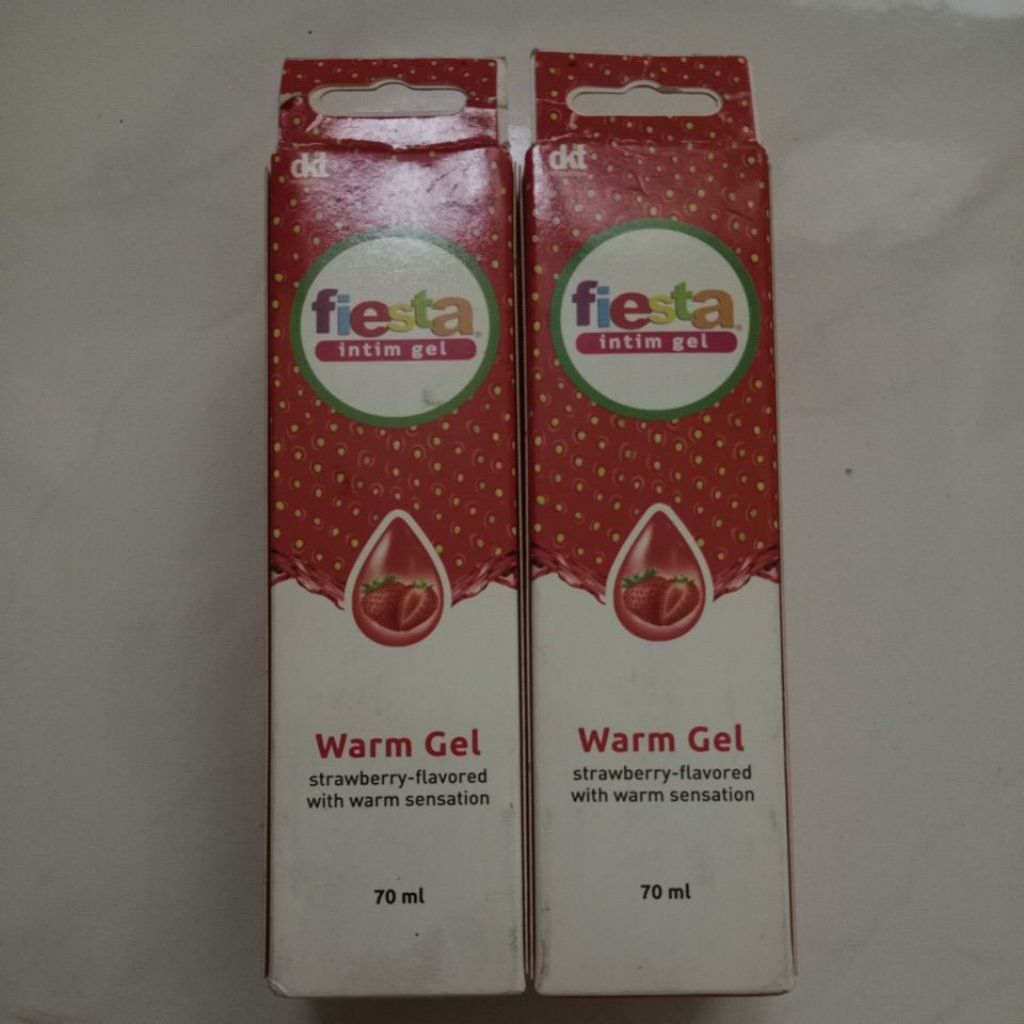 dkt
fiesta®
intim gel
Warm Gel
strawberry-flavored
with warm sensation
70 ml
dkt
fiesta®
intim gel
Warm Gel
strawberry-flavored
with warm sensation
70 ml